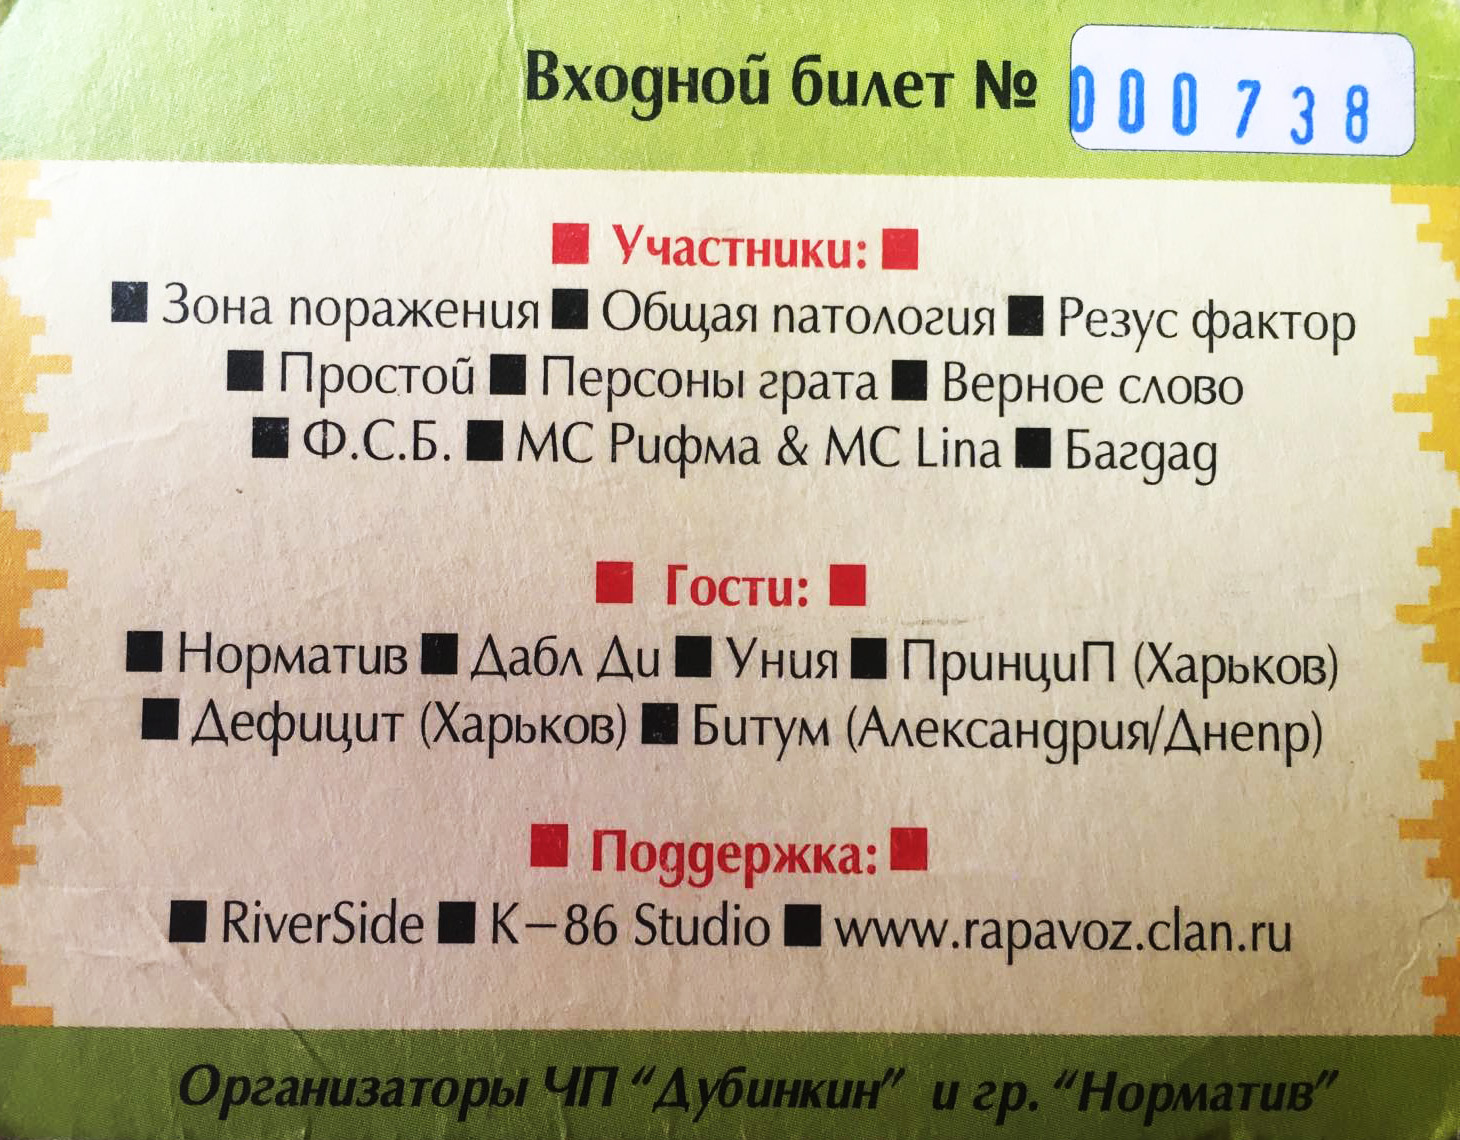 Входной билет № 000738
■ Участники: ■
■ Зона поражения ■ Общая патология ■ Резус фактор
■ Простой ■ Персоны грата ■ Верное слово
■ Ф.С.Б. ■ МС Рифма & МС Lina ■ Багдад
■ Гости: ■
■ Норматив ■ Дабл Ди ■ Уния ■ ПринциП (Харьков)
■ Дефицит (Харьков) ■ Битум (Александрия/Днепр)
■ Поддержка: ■
■ RiverSide ■ K–86 Studio ■ www.rapavoz.clan.ru
Организаторы ЧП “Дубинкин” и гр. “Норматив”